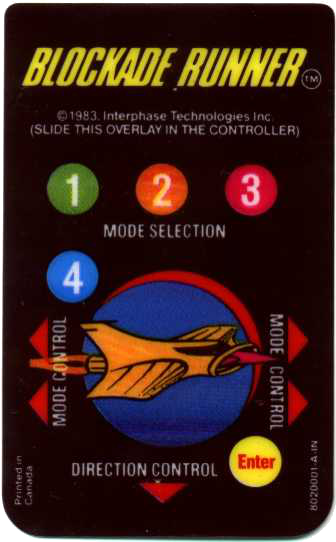 BLOCKADE RUNNER TM
©1983. Interphase Technologies Inc.
(SLIDE THIS OVERLAY IN THE CONTROLLER)
1 2 3
MODE SELECTION
4
MODE CONTROL
MODE CONTROL
Enter
DIRECTION CONTROL
Printed in
Canada
8020001-A-IN